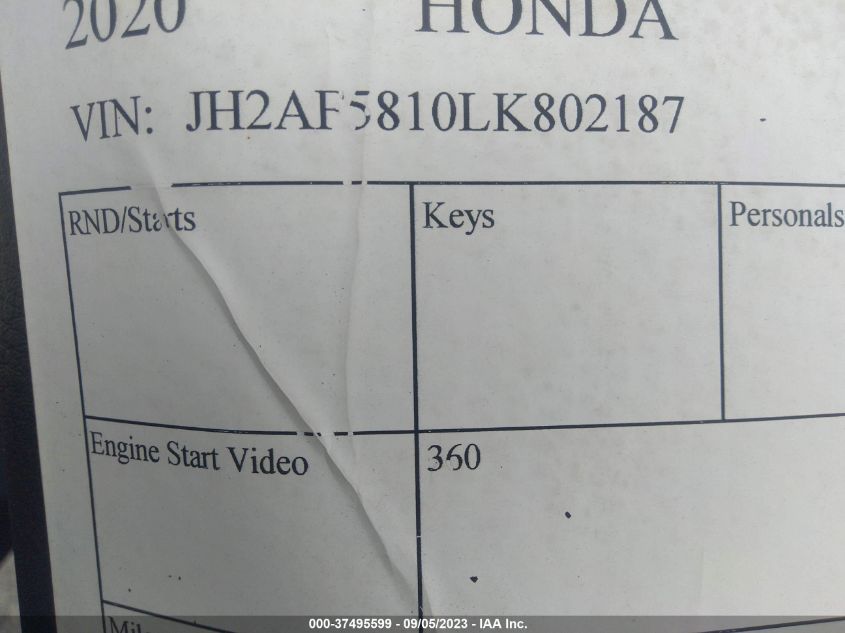 2020 HONDA
VIN: JH2AF5810LK802187
RND/Starts Keys Personals
Engine Start Video 360
000-37495599 - 09/05/2023 - IAA Inc.